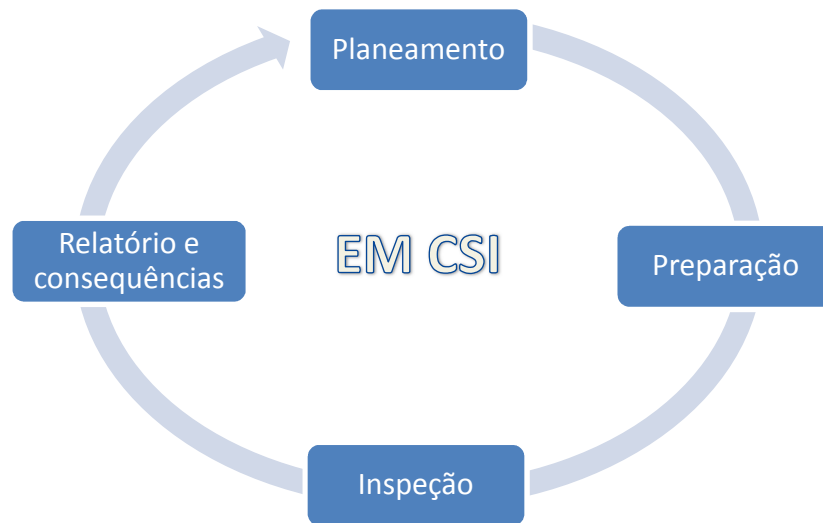 Planeamento
Relatório e
consequências
EM CSI
Preparação
Inspeção